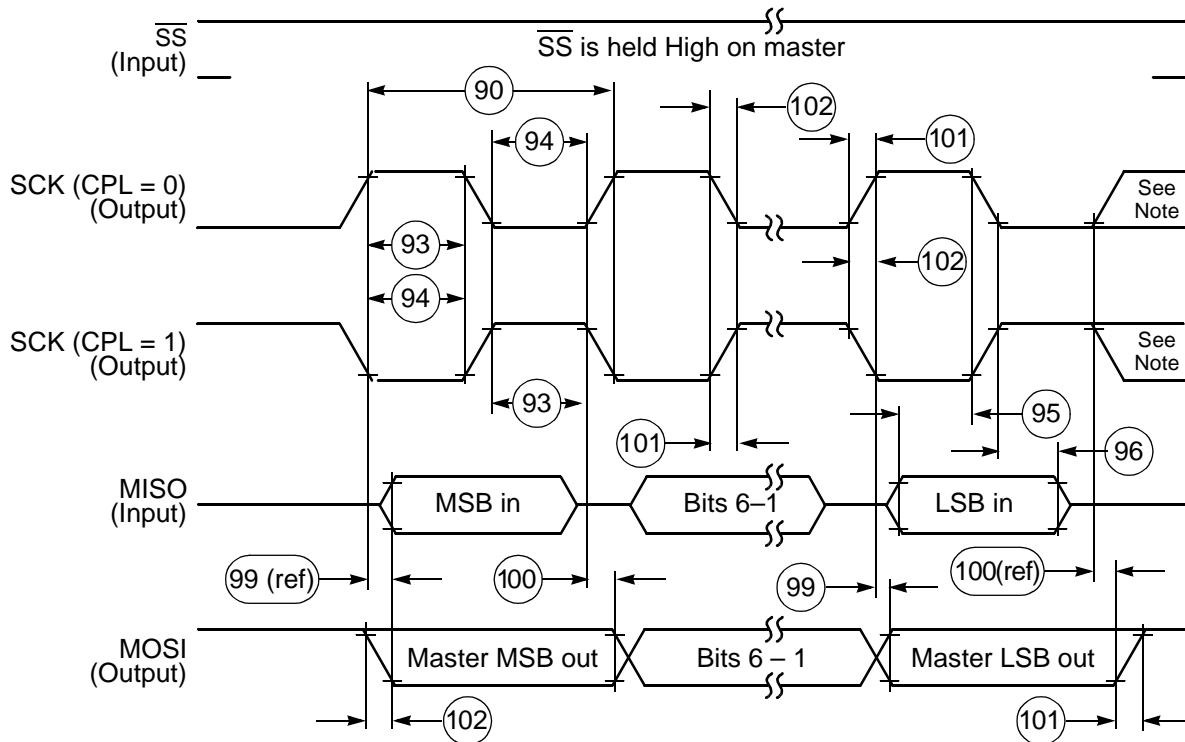 SS
(Input)
SS is held High on master
90
102
94
101
SCK (CPL = 0)
(Output)
See
Note
93
102
94
SCK (CPL = 1)
(Output)
See
Note
93
95
101
96
MISO
(Input)
MSB in
Bits 6–1
LSB in
99 (ref)
100
99
100(ref)
MOSI
(Output)
Master MSB out
Bits 6 – 1
Master LSB out
102
101